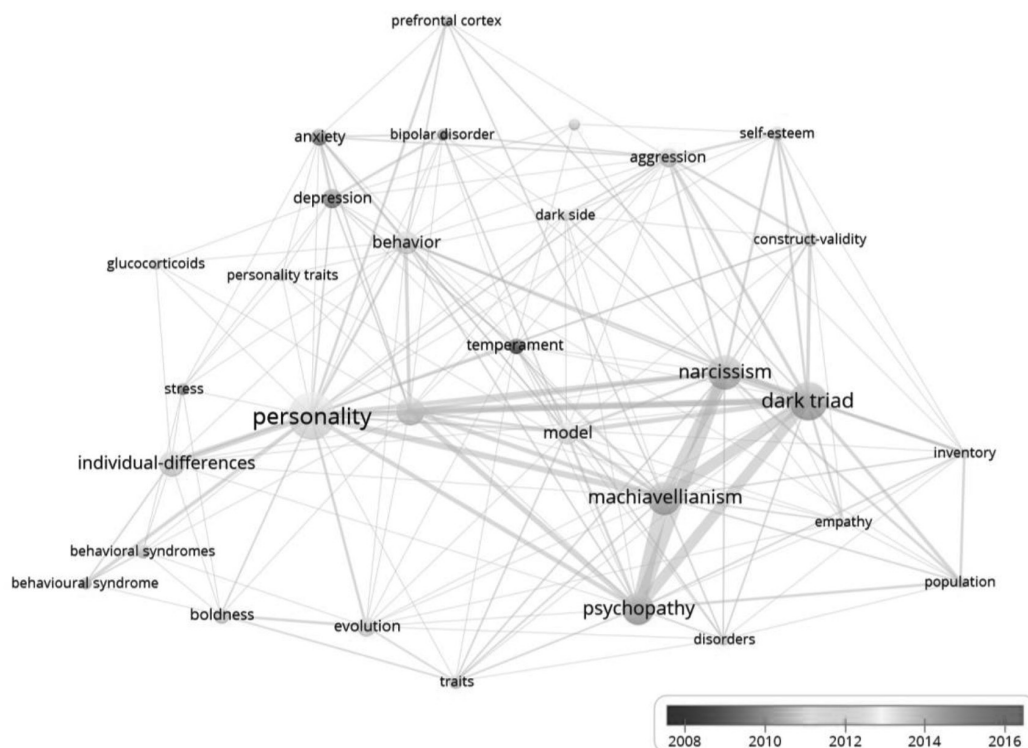 prefrontal cortex
anxiety
bipolar disorder
self-esteem
aggression
depression
dark side
behavior
construct-validity
glucocorticoids
personality traits
temperament
narcissism
stress
dark triad
personality
model
individual-differences
inventory
machiavellianism
empathy
behavioral syndromes
behavioural syndrome
population
psychopathy
boldness
evolution
disorders
traits
2008 2010 2012 2014 2016